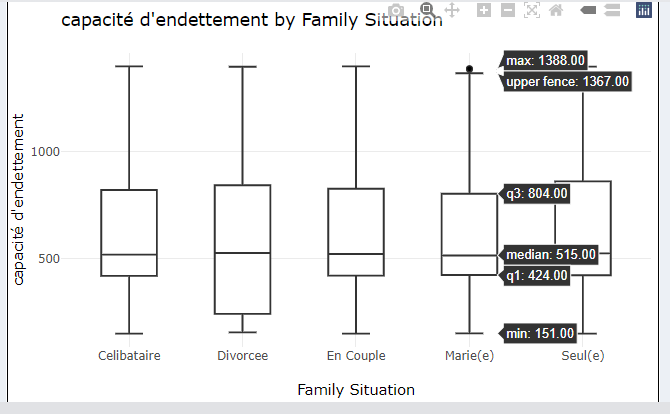 capacité d'endettement by Family Situation
max: 1388.00
upper fence: 1367.00
1000
q3: 804.00
capacité d'endettement
500
median: 515.00
q1: 424.00
min: 151.00
Celibataire Divorcee En Couple Marie(e) Seul(e)
Family Situation